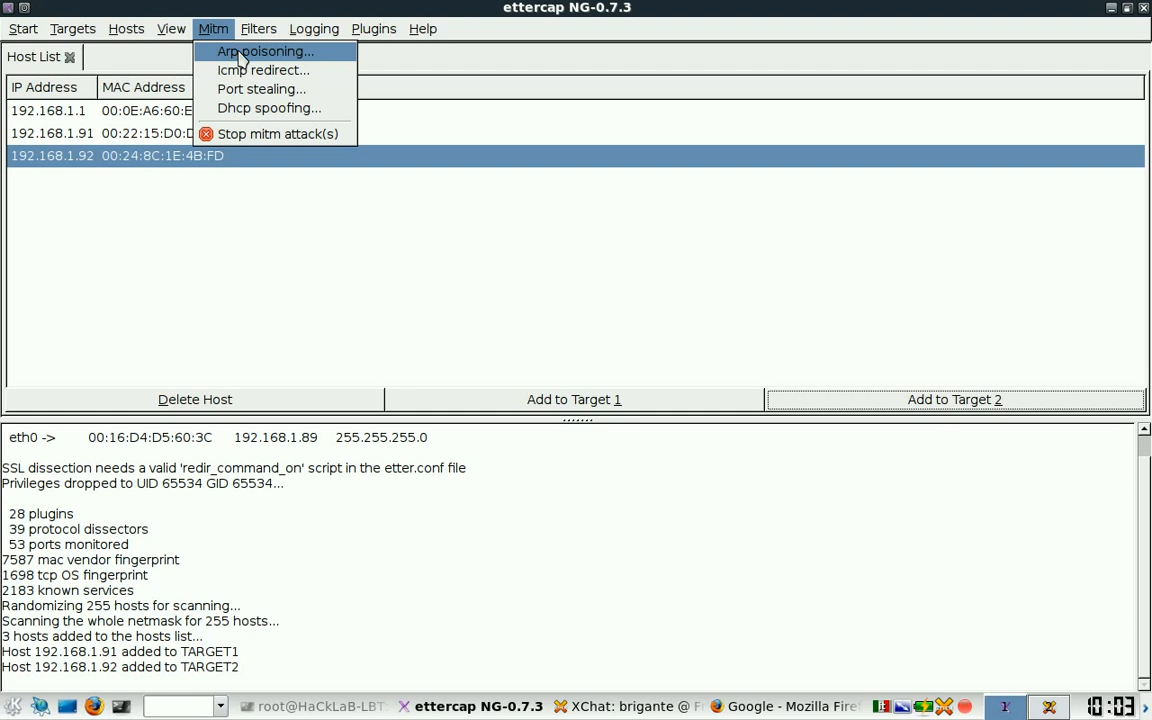 ettercap NG-0.7.3
Start Targets Hosts View Mitm Filters Logging Plugins Help
Host List
Arp poisoning...
Icmp redirect...
Port stealing...
Dhcp spoofing...
Stop mitm attack(s)
IP Address MAC Address
192.168.1.1 00:0E:A6:60:E
192.168.1.91 00:22:15:D0:D
192.168.1.92 00:24:8C:1E:4B:FD
Delete Host Add to Target 1 Add to Target 2
eth0 -> 00:16:D4:D5:60:3C 192.168.1.89 255.255.255.0
SSL dissection needs a valid 'redir_command_on' script in the etter.conf file
Privileges dropped to UID 65534 GID 65534...
28 plugins
39 protocol dissectors
53 ports monitored
7587 mac vendor fingerprint
1698 tcp OS fingerprint
2183 known services
Randomizing 255 hosts for scanning...
Scanning the whole netmask for 255 hosts...
3 hosts added to the hosts list...
Host 192.168.1.91 added to TARGET1
Host 192.168.1.92 added to TARGET2
root@HaCkLaB-LBT: ettercap NG-0.7.3 XChat: brigante @ Google - Mozilla Firef 1 2 10:03